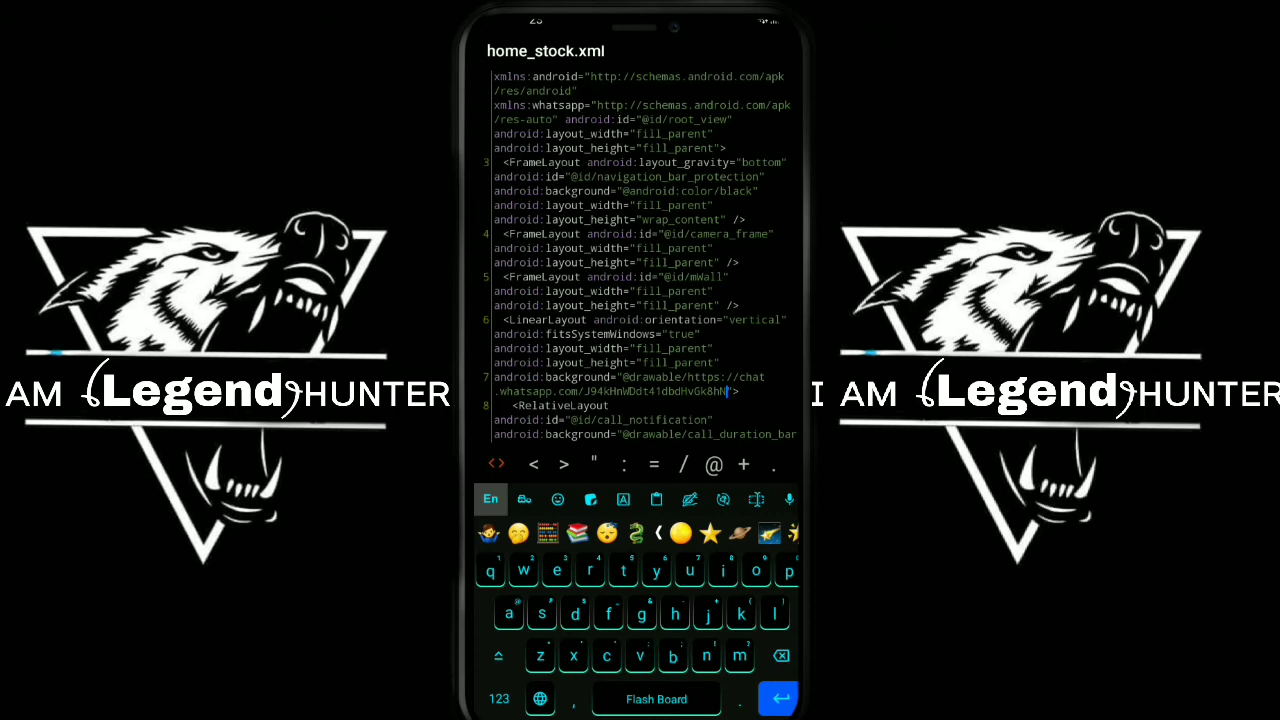 home_stock.xml
xmlns:android="http://schemas.android.com/apk
/res/android"
xmlns:whatsapp="http://schemas.android.com/apk
/res-auto" android:id="@id/root_view"
android:layout_width="fill_parent"
android:layout_height="fill_parent">
3 <FrameLayout android:layout_gravity="bottom"
android:id="@id/navigation_bar_protection"
android:background="@android:color/black"
android:layout_width="fill_parent"
android:layout_height="wrap_content" />
4 <FrameLayout android:id="@id/camera_frame"
android:layout_width="fill_parent"
android:layout_height="fill_parent" />
5 <FrameLayout android:id="@id/mWall"
android:layout_width="fill_parent"
android:layout_height="fill_parent" />
6 <LinearLayout android:orientation="vertical"
android:fitsSystemWindows="true"
android:layout_width="fill_parent"
android:layout_height="fill_parent"
7 android:background="@drawable/https://chat
.whatsapp.com/J94kHnWDdt41dbdHvGk8hN">
8 <RelativeLayout
android:id="@id/call_notification"
android:background="@drawable/call_duration_bar
AM Legend HUNTER
I AM Legend HUNTER
<> < > " : = / @ + .
En
q w e r t y u i o p
a s d f g h j k l
z x c v b n m
123 , Flash Board .